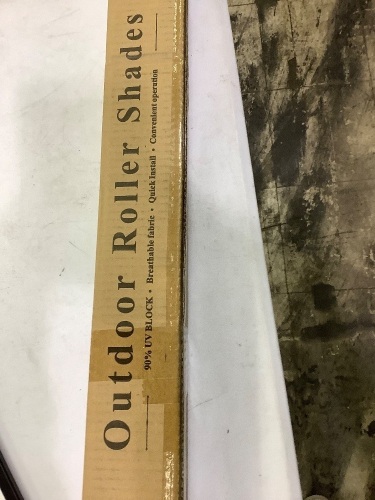 Outdoor Roller Shades
90% UV BLOCK • Breathable fabric • Quick Install • Convenient operation